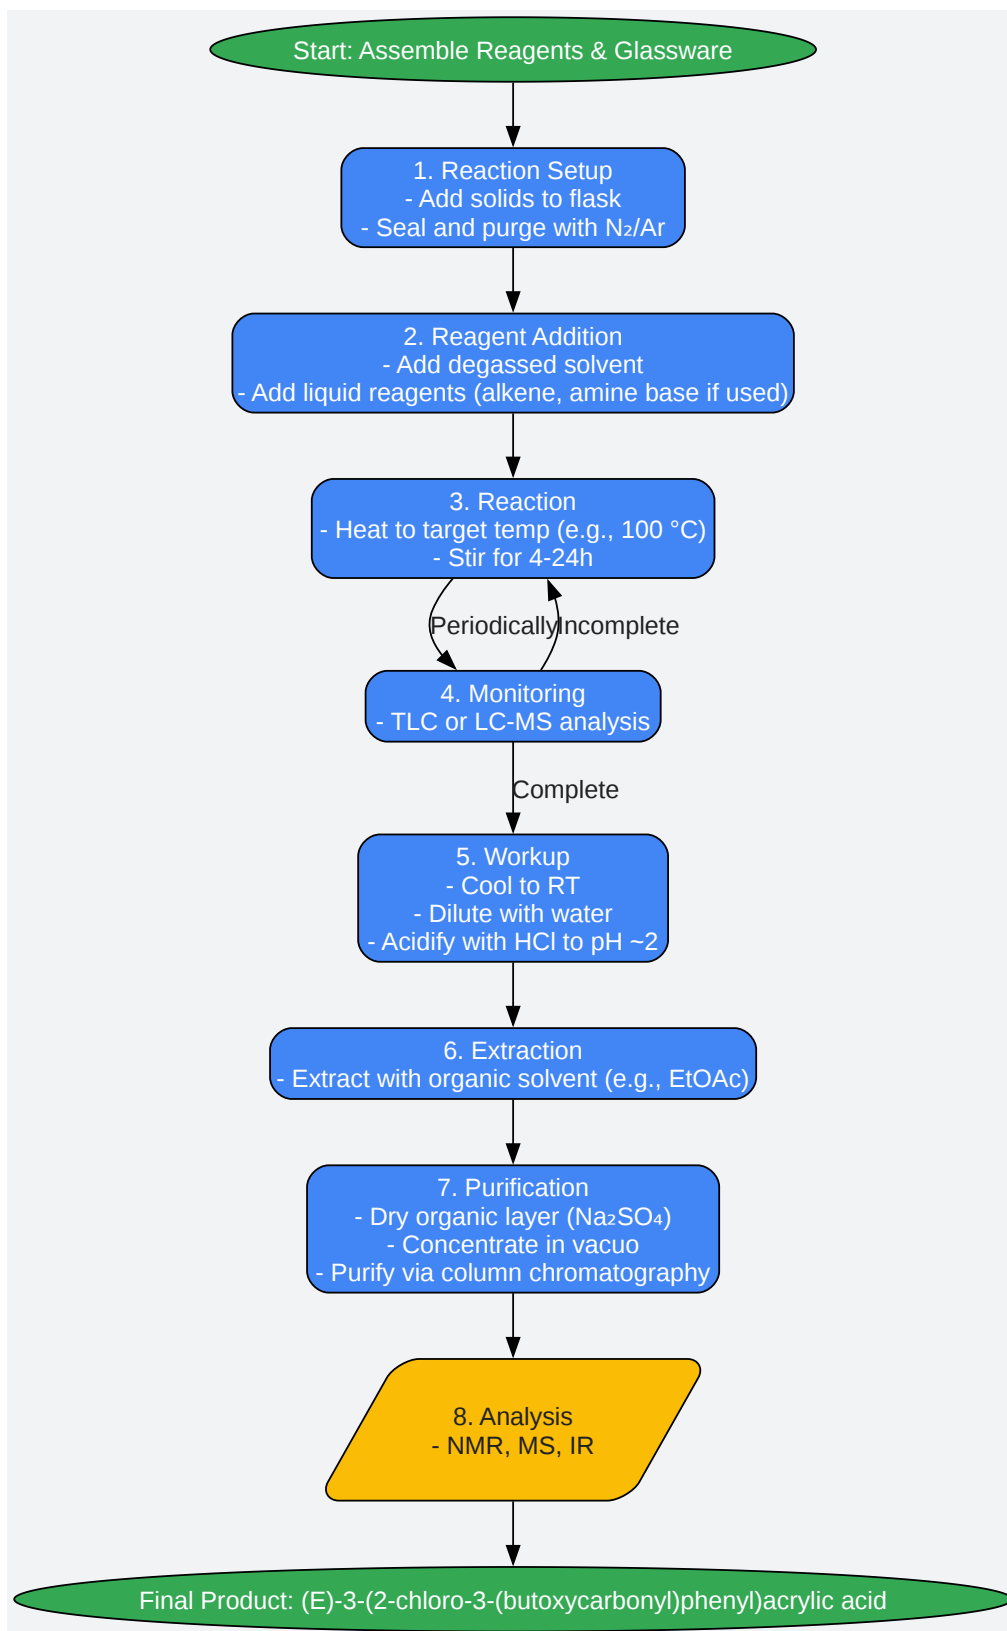 Start: Assemble Reagents & Glassware
1. Reaction Setup
- Add solids to flask
- Seal and purge with N₂/Ar
2. Reagent Addition
- Add degassed solvent
- Add liquid reagents (alkene, amine base if used)
3. Reaction
- Heat to target temp (e.g., 100 °C)
- Stir for 4-24h
Periodically
Incomplete
4. Monitoring
- TLC or LC-MS analysis
Complete
5. Workup
- Cool to RT
- Dilute with water
- Acidify with HCl to pH ~2
6. Extraction
- Extract with organic solvent (e.g., EtOAc)
7. Purification
- Dry organic layer (Na₂SO₄)
- Concentrate in vacuo
- Purify via column chromatography
8. Analysis
- NMR, MS, IR
Final Product: (E)-3-(2-chloro-3-(butoxycarbonyl)phenyl)acrylic acid